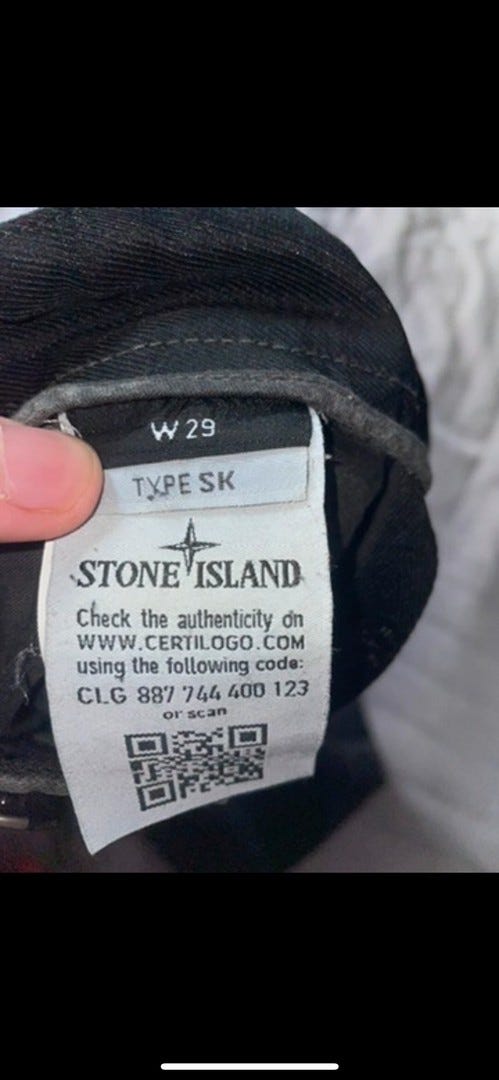 W 29
TYPE SK
STONE ISLAND
Check the authenticity on
WWW.CERTILOGO.COM
using the following code:
CLG 887 744 400 123
or scan